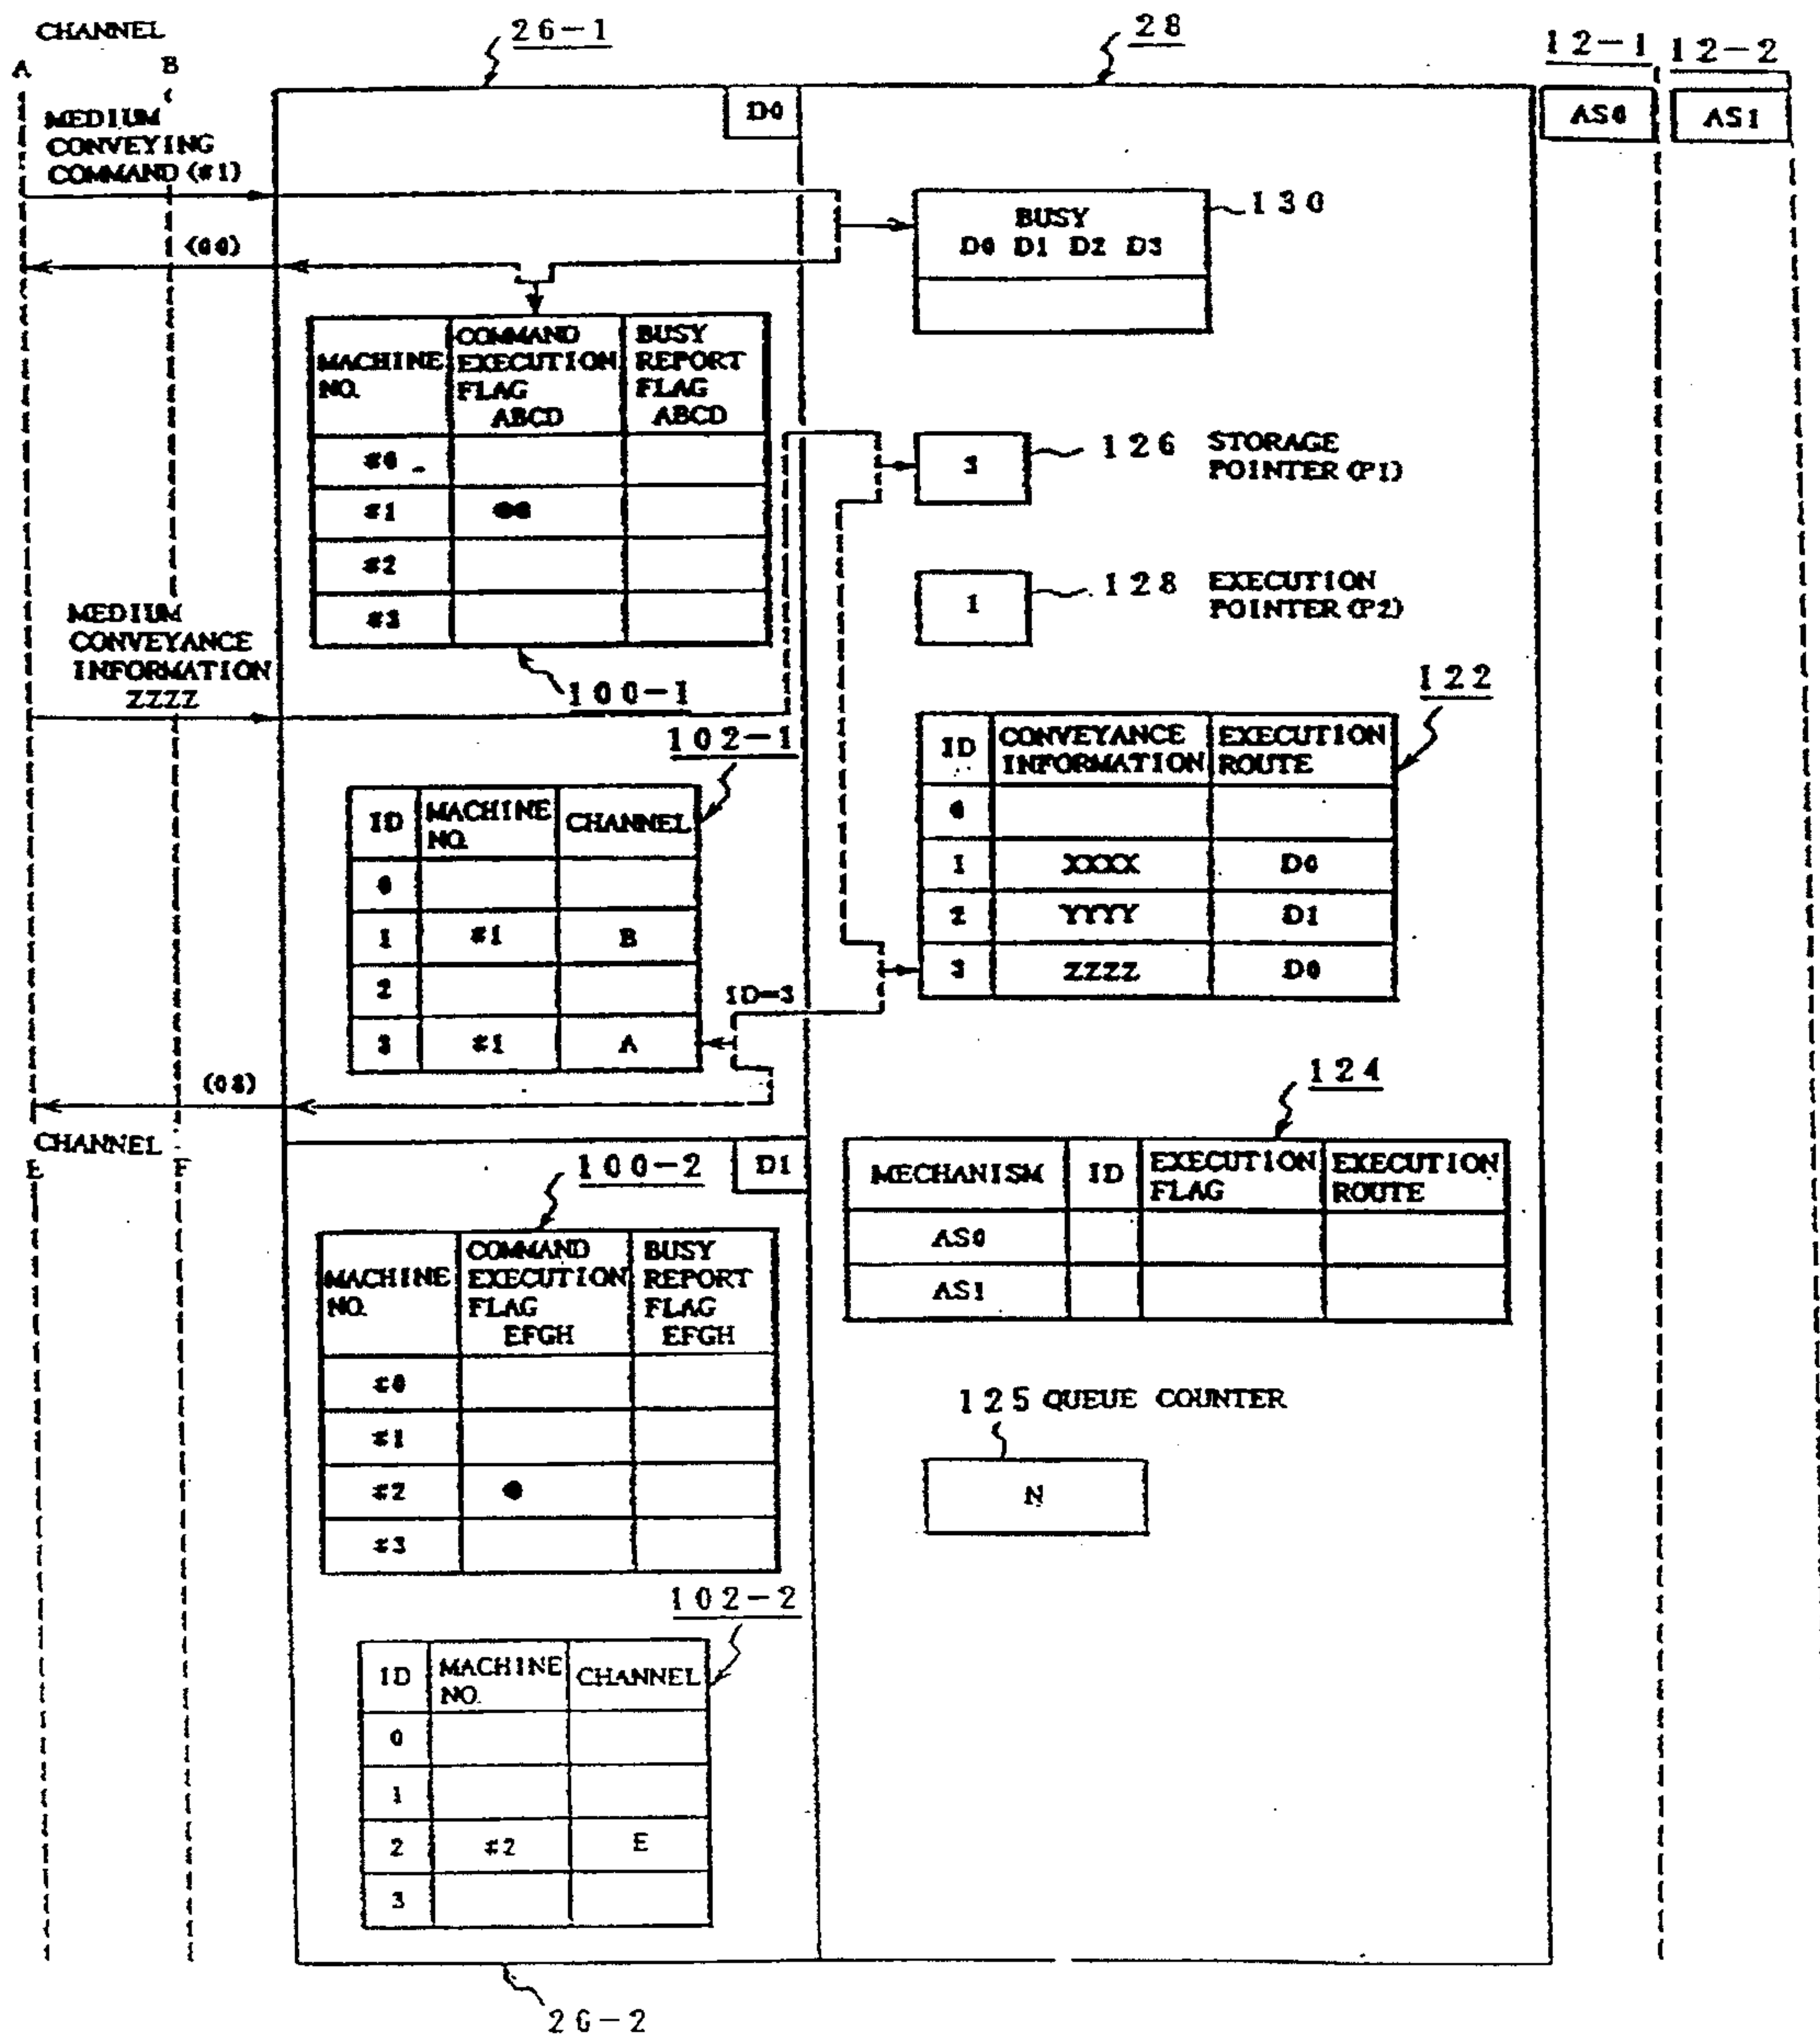 CHANNEL
A B
26-1
28
12-1
12-2
D0
AS0
AS1
MEDIUM
CONVEYING
COMMAND (#1)
(00)
BUSY
D0 D1 D2 D3
130
MACHINE NO.
COMMAND EXECUTION FLAG ABCD
BUSY REPORT FLAG ABCD
#0
#1 ●●
#2
#3
100-1
3
126 STORAGE
POINTER (P1)
1
128 EXECUTION
POINTER (P2)
MEDIUM
CONVEYANCE
INFORMATION
ZZZZ
102-1
ID MACHINE NO. CHANNEL
0
1 #1 B
2
3 #1 A
122
ID CONVEYANCE INFORMATION EXECUTION ROUTE
0
1 XXXX D0
2 YYYY D1
3 ZZZZ D0
ID=3
CHANNEL
E F
D1
100-2
MACHINE NO.
COMMAND EXECUTION FLAG EFGH
BUSY REPORT FLAG EFGH
#0
#1
#2 ●
#3
124
MECHANISM ID EXECUTION FLAG EXECUTION ROUTE
AS0
AS1
125 QUEUE COUNTER
N
102-2
ID MACHINE NO. CHANNEL
0
1
2 #2 E
3
26-2